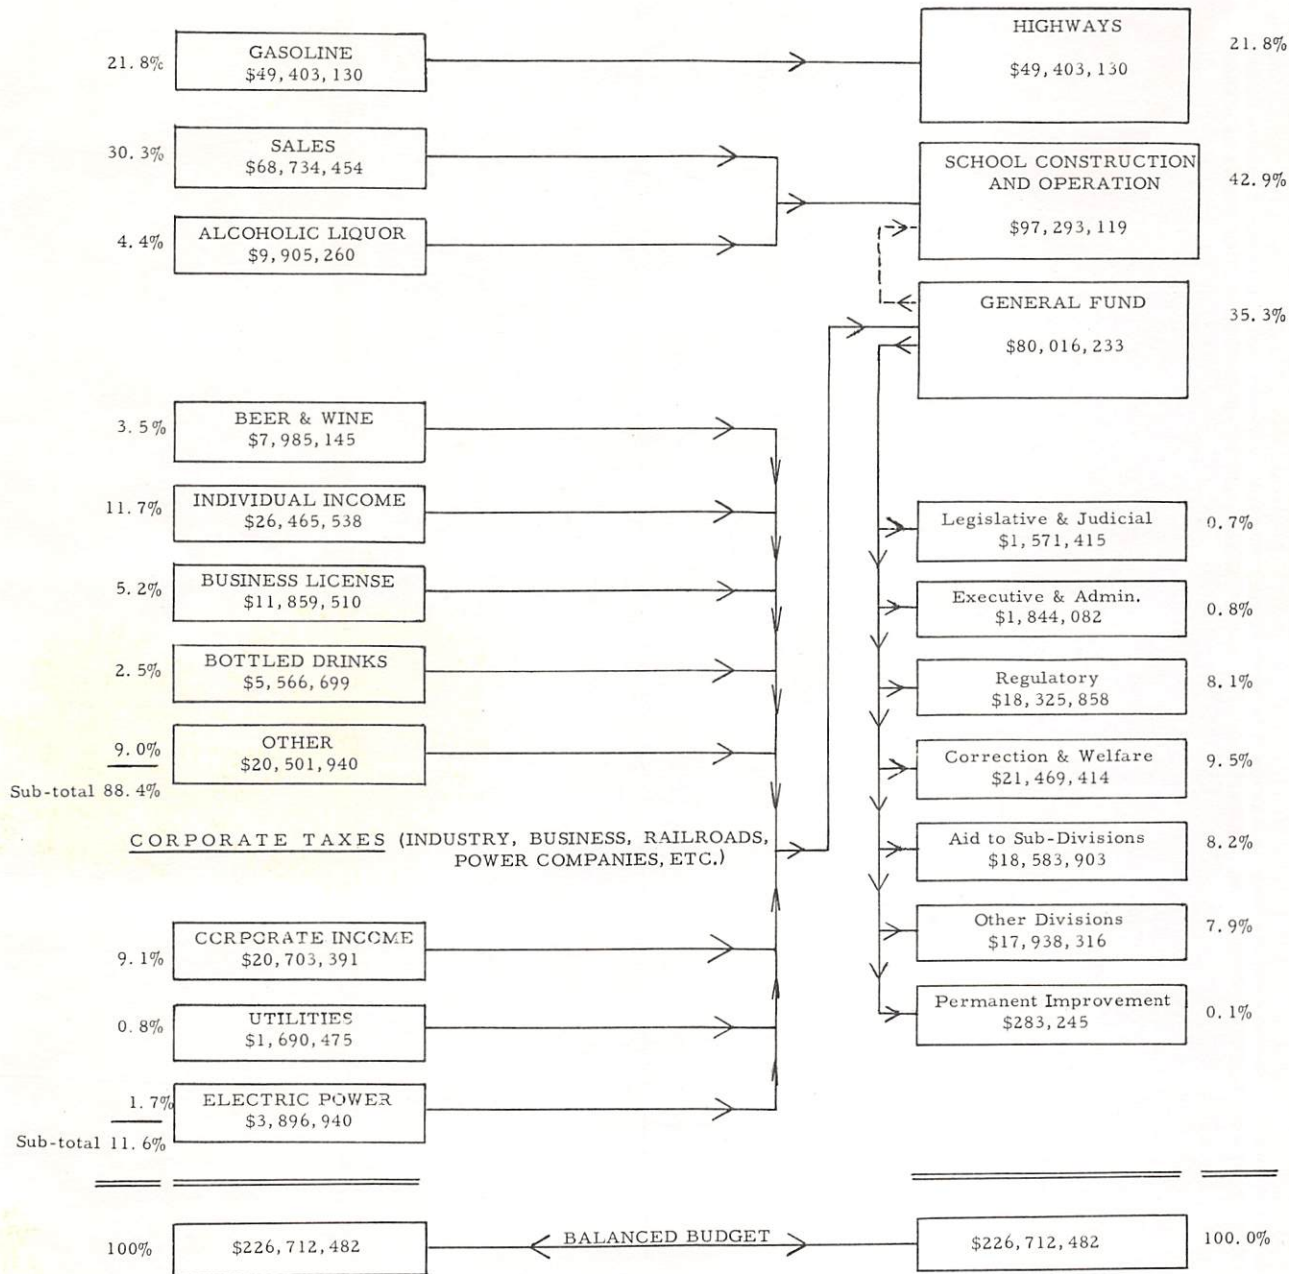 21.8%
GASOLINE
$49,403,130
30.3%
SALES
$68,734,454
4.4%
ALCOHOLIC LIQUOR
$9,905,260
3.5%
BEER & WINE
$7,985,145
11.7%
INDIVIDUAL INCOME
$26,465,538
5.2%
BUSINESS LICENSE
$11,859,510
2.5%
BOTTLED DRINKS
$5,566,699
9.0%
OTHER
$20,501,940
Sub-total 88.4%
CORPORATE TAXES (INDUSTRY, BUSINESS, RAILROADS,
POWER COMPANIES, ETC.)
9.1%
CORPORATE INCOME
$20,703,391
0.8%
UTILITIES
$1,690,475
1.7%
ELECTRIC POWER
$3,896,940
Sub-total 11.6%
100%
$226,712,482
BALANCED BUDGET
HIGHWAYS
$49,403,130
21.8%
SCHOOL CONSTRUCTION
AND OPERATION
$97,293,119
42.9%
GENERAL FUND
$80,016,233
35.3%
Legislative & Judicial
$1,571,415
0.7%
Executive & Admin.
$1,844,082
0.8%
Regulatory
$18,325,858
8.1%
Correction & Welfare
$21,469,414
9.5%
Aid to Sub-Divisions
$18,583,903
8.2%
Other Divisions
$17,938,316
7.9%
Permanent Improvement
$283,245
0.1%
$226,712,482
100.0%